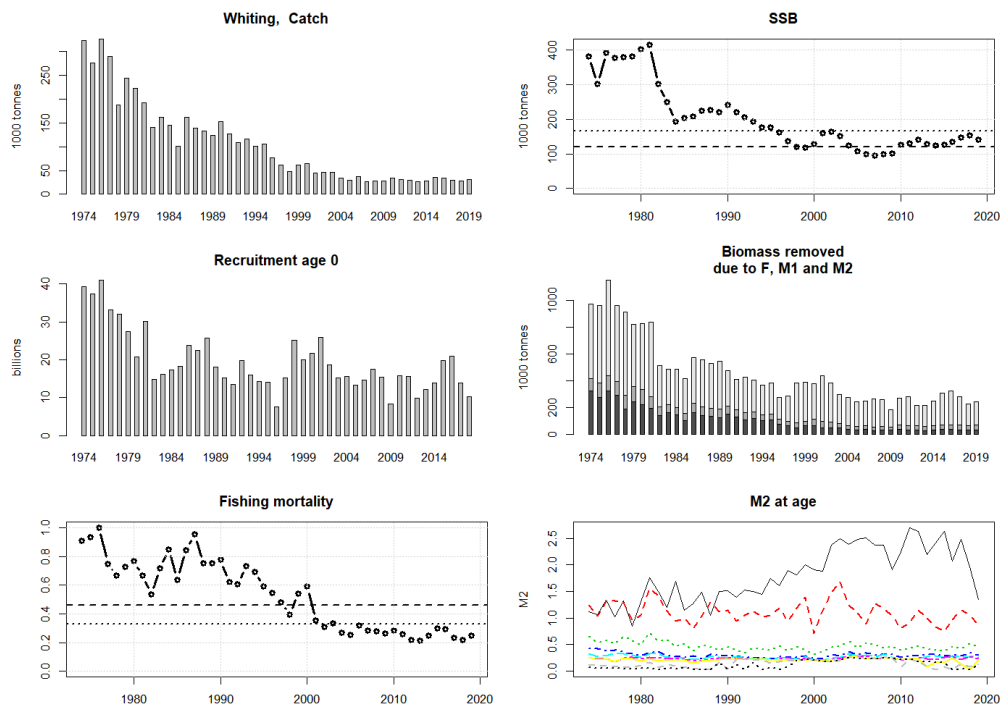 Whiting, Catch
1000 tonnes
0
50
150
250
1974 1979 1984 1989 1994 1999 2004 2009 2014 2019
SSB
1000 tonnes
0
100
200
300
400
1980 1990 2000 2010 2020
Recruitment age 0
billions
0
10
20
30
40
1974 1979 1984 1989 1994 1999 2004 2009 2014
Biomass removed
due to F, M1 and M2
1000 tonnes
0
200
600
1000
1974 1979 1984 1989 1994 1999 2004 2009 2014 2019
Fishing mortality
0.0
0.2
0.4
0.6
0.8
1.0
1980 1990 2000 2010 2020
M2 at age
M2
0.0
0.5
1.0
1.5
2.0
2.5
1980 1990 2000 2010 2020